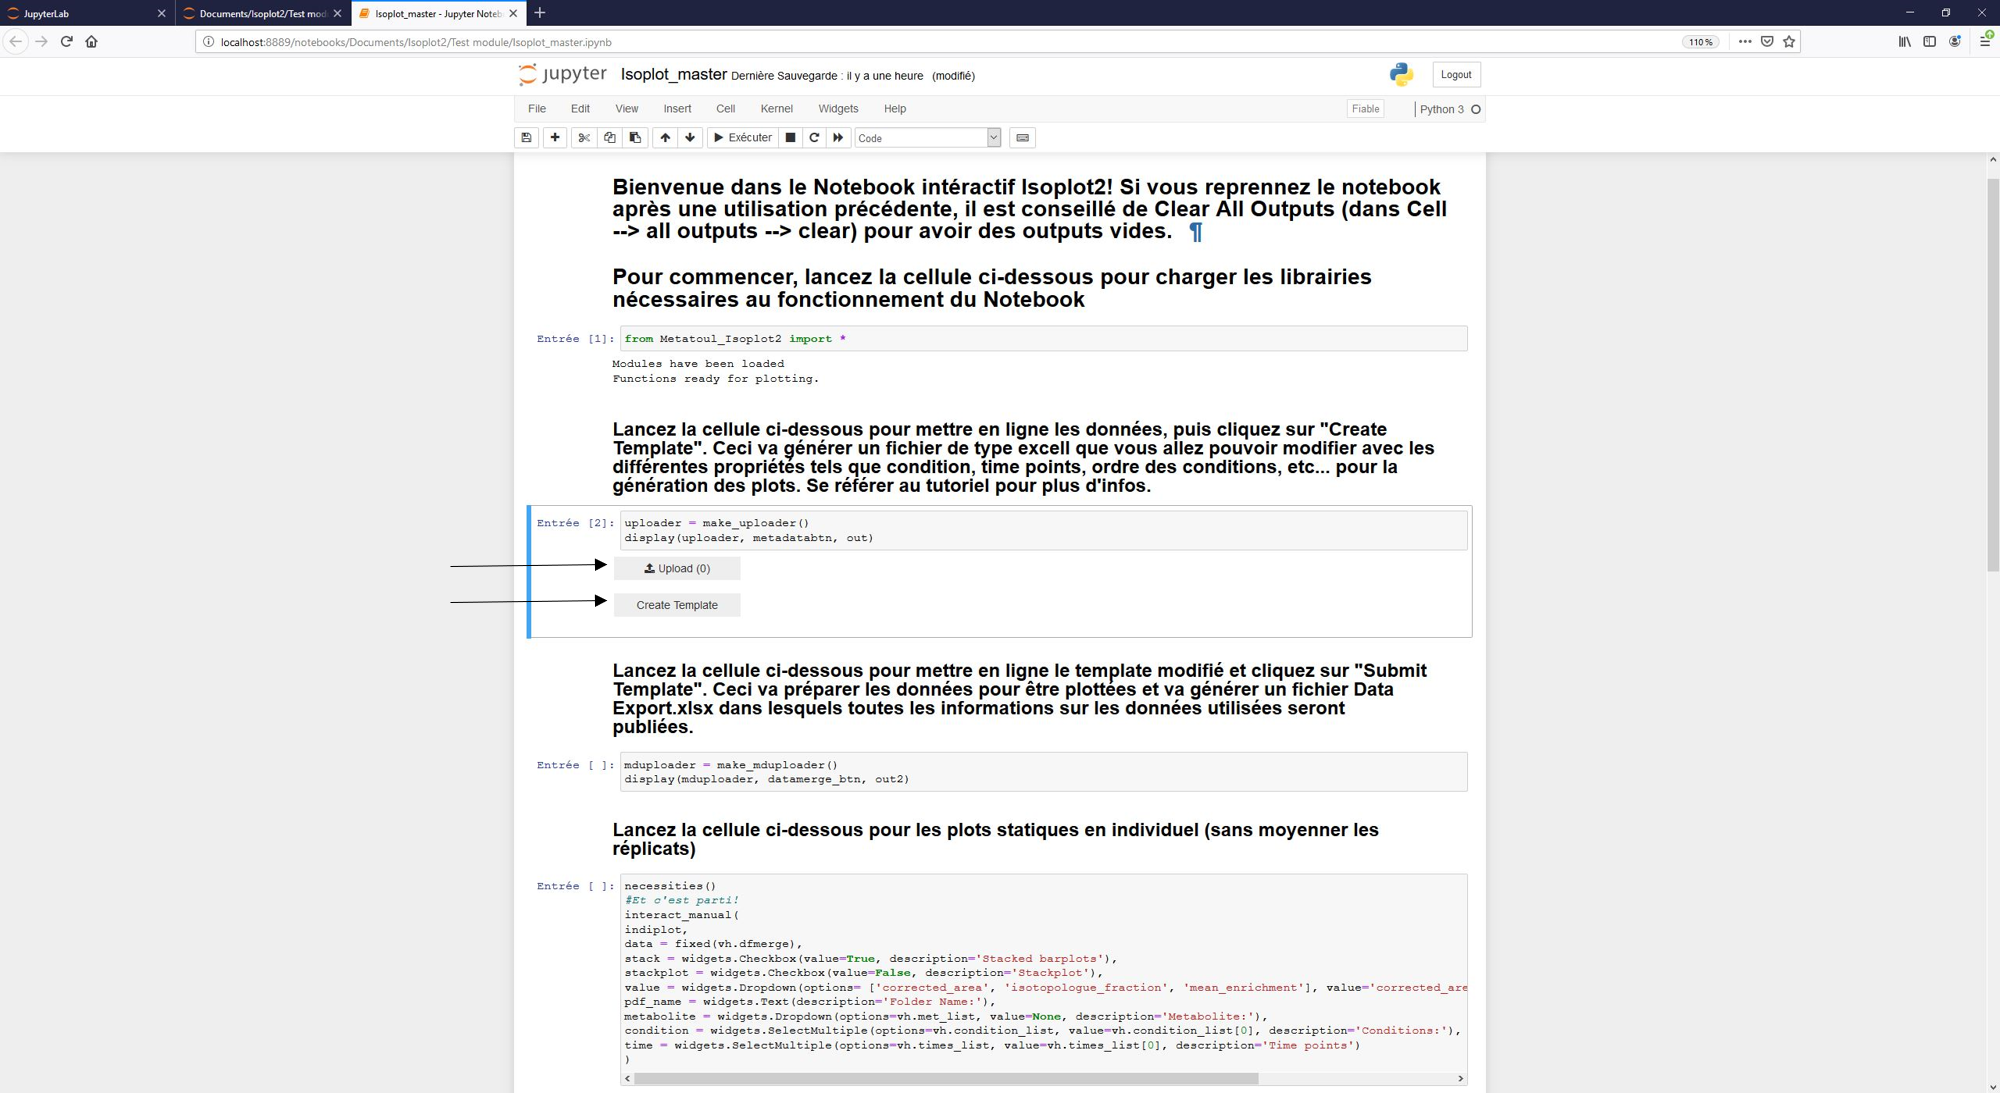 JupyterLab
Documents/Isoplot2/Test mod
Isoplot_master - Jupyter Noteb
localhost:8889/notebooks/Documents/Isoplot2/Test module/Isoplot_master.ipynb
110 %
jupyter Isoplot_master Dernière Sauvegarde : il y a une heure (modifié)
Logout
File Edit View Insert Cell Kernel Widgets Help
Fiable
Python 3
Exécuter
Code
Bienvenue dans le Notebook intéractif Isoplot2! Si vous reprennez le notebook
après une utilisation précédente, il est conseillé de Clear All Outputs (dans Cell
--> all outputs --> clear) pour avoir des outputs vides. ¶
Pour commencer, lancez la cellule ci-dessous pour charger les librairies
nécessaires au fonctionnement du Notebook
Entrée [1]: from Metatoul_Isoplot2 import *
Modules have been loaded
Functions ready for plotting.
Lancez la cellule ci-dessous pour mettre en ligne les données, puis cliquez sur "Create
Template". Ceci va générer un fichier de type excell que vous allez pouvoir modifier avec les
différentes propriétés tels que condition, time points, ordre des conditions, etc... pour la
génération des plots. Se référer au tutoriel pour plus d'infos.
Entrée [2]: uploader = make_uploader()
display(uploader, metadatabtn, out)
Upload (0)
Create Template
Lancez la cellule ci-dessous pour mettre en ligne le template modifié et cliquez sur "Submit
Template". Ceci va préparer les données pour être plottées et va générer un fichier Data
Export.xlsx dans lesquels toutes les informations sur les données utilisées seront
publiées.
Entrée [ ]: mduploader = make_mduploader()
display(mduploader, datamerge_btn, out2)
Lancez la cellule ci-dessous pour les plots statiques en individuel (sans moyenner les
réplicats)
Entrée [ ]: necessities()
#Et c'est parti!
interact_manual(
indiplot,
data = fixed(vh.dfmerge),
stack = widgets.Checkbox(value=True, description='Stacked barplots'),
stackplot = widgets.Checkbox(value=False, description='Stackplot'),
value = widgets.Dropdown(options= ['corrected_area', 'isotopologue_fraction', 'mean_enrichment'], value='corrected_are
pdf_name = widgets.Text(description='Folder Name:'),
metabolite = widgets.Dropdown(options=vh.met_list, value=None, description='Metabolite:'),
condition = widgets.SelectMultiple(options=vh.condition_list, value=vh.condition_list[0], description='Conditions:'),
time = widgets.SelectMultiple(options=vh.times_list, value=vh.times_list[0], description='Time points')
)